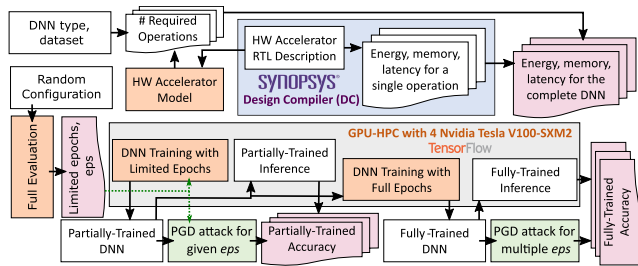 DNN type,
dataset
# Required
Operations
HW Accelerator
RTL Description
Energy, memory,
latency for a
single operation
Energy, memory,
latency for the
complete DNN
HW Accelerator
Model
SYNOPSYS®
Design Compiler (DC)
Random
Configuration
Full Evaluation
Limited epochs,
eps
GPU-HPC with 4 Nvidia Tesla V100-SXM2
TensorFlow
DNN Training with
Limited Epochs
Partially-Trained
Inference
DNN Training with
Full Epochs
Fully-Trained
Inference
Partially-Trained
DNN
PGD attack for
given eps
Partially-Trained
Accuracy
Fully-Trained
DNN
PGD attack for
multiple eps
Fully-Trained
Accuracy